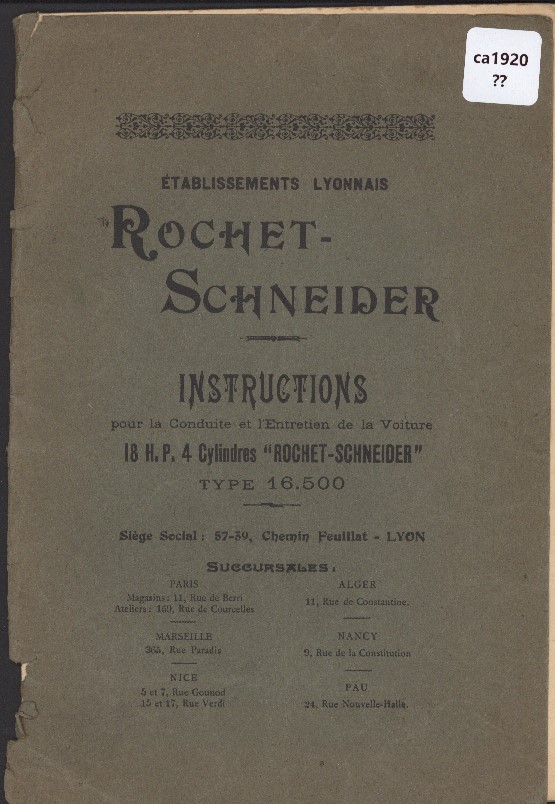 ca1920
??
ÉTABLISSEMENTS LYONNAIS
ROCHET-
SCHNEIDER
INSTRUCTIONS
pour la Conduite et l'Entretien de la Voiture
18 H.P. 4 Cylindres "ROCHET-SCHNEIDER"
TYPE 16.500
Siège Social : 57-59, Chemin Feuillat - LYON
SUCCURSALES :
PARIS
Magasins : 11, Rue de Berri
Ateliers : 169, Rue de Courcelles
MARSEILLE
365, Rue Paradis
NICE
5 et 7, Rue Gounod
15 et 17, Rue Verdi
ALGER
11, Rue de Constantine.
NANCY
9, Rue de la Constitution
PAU
24, Rue Nouvelle-Halle.